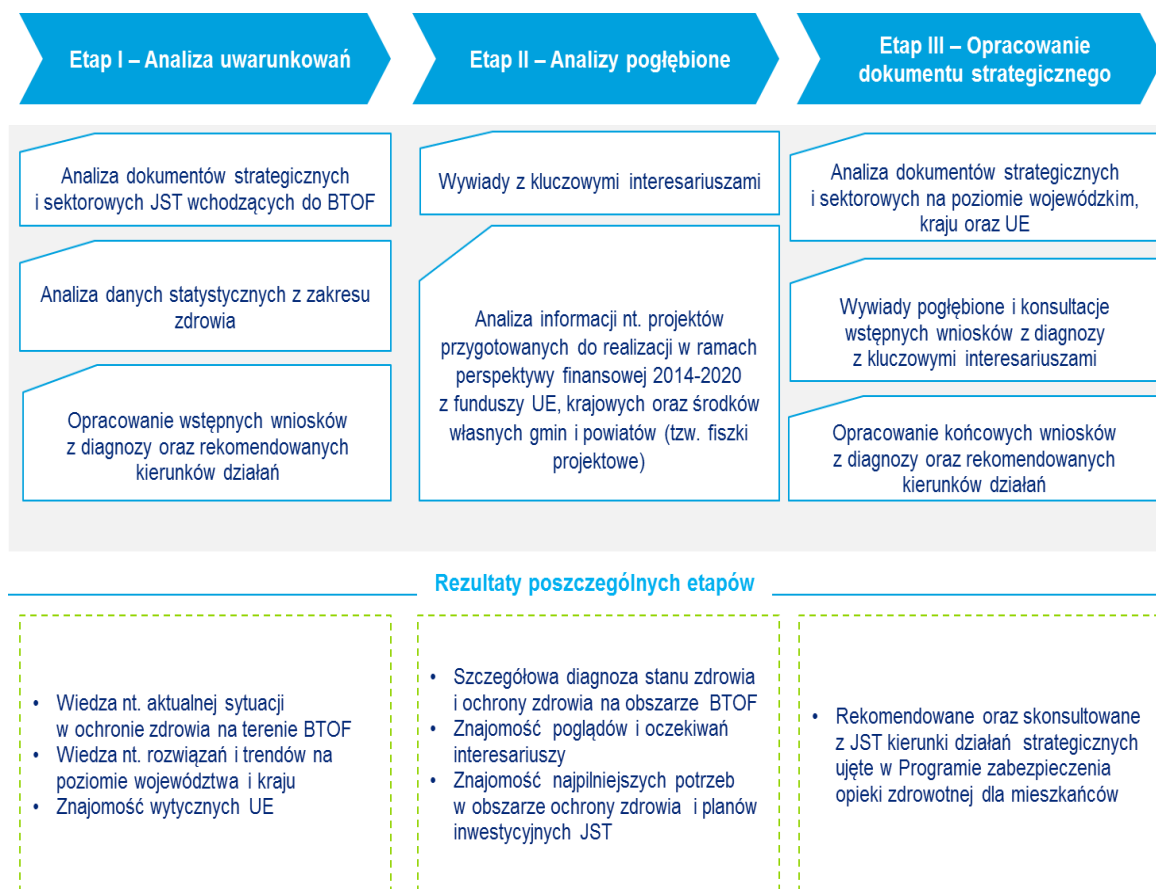 Etap I – Analiza uwarunkowań
Etap II – Analizy pogłębione
Etap III – Opracowanie
dokumentu strategicznego
Analiza dokumentów strategicznych
i sektorowych JST wchodzących do BTOF
Analiza danych statystycznych z zakresu
zdrowia
Opracowanie wstępnych wniosków
z diagnozy oraz rekomendowanych
kierunków działań
Wywiady z kluczowymi interesariuszami
Analiza informacji nt. projektów
przygotowanych do realizacji w ramach
perspektywy finansowej 2014-2020
z funduszy UE, krajowych oraz środków
własnych gmin i powiatów (tzw. fiszki
projektowe)
Analiza dokumentów strategicznych
i sektorowych na poziomie wojewódzkim,
kraju oraz UE
Wywiady pogłębione i konsultacje
wstępnych wniosków z diagnozy
z kluczowymi interesariuszami
Opracowanie końcowych wniosków
z diagnozy oraz rekomendowanych
kierunków działań
Rezultaty poszczególnych etapów
• Wiedza nt. aktualnej sytuacji
w ochronie zdrowia na terenie BTOF
• Wiedza nt. rozwiązań i trendów na
poziomie województwa i kraju
• Znajomość wytycznych UE
• Szczegółowa diagnoza stanu zdrowia
i ochrony zdrowia na obszarze BTOF
• Znajomość poglądów i oczekiwań
interesariuszy
• Znajomość najpilniejszych potrzeb
w obszarze ochrony zdrowia i planów
inwestycyjnych JST
• Rekomendowane oraz skonsultowane
z JST kierunki działań strategicznych
ujęte w Programie zabezpieczenia
opieki zdrowotnej dla mieszkańców